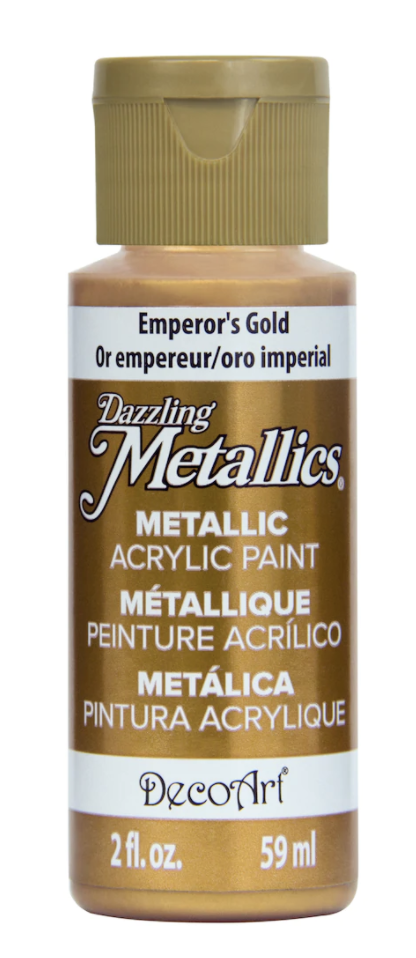 Emperor's Gold
Or empereur/oro imperial
Dazzling
Metallics®
METALLIC
ACRYLIC PAINT
MÉTALLIQUE
PEINTURE ACRÍLICO
METÁLICA
PINTURA ACRYLIQUE
DecoArt®
2 fl. oz. 59 ml